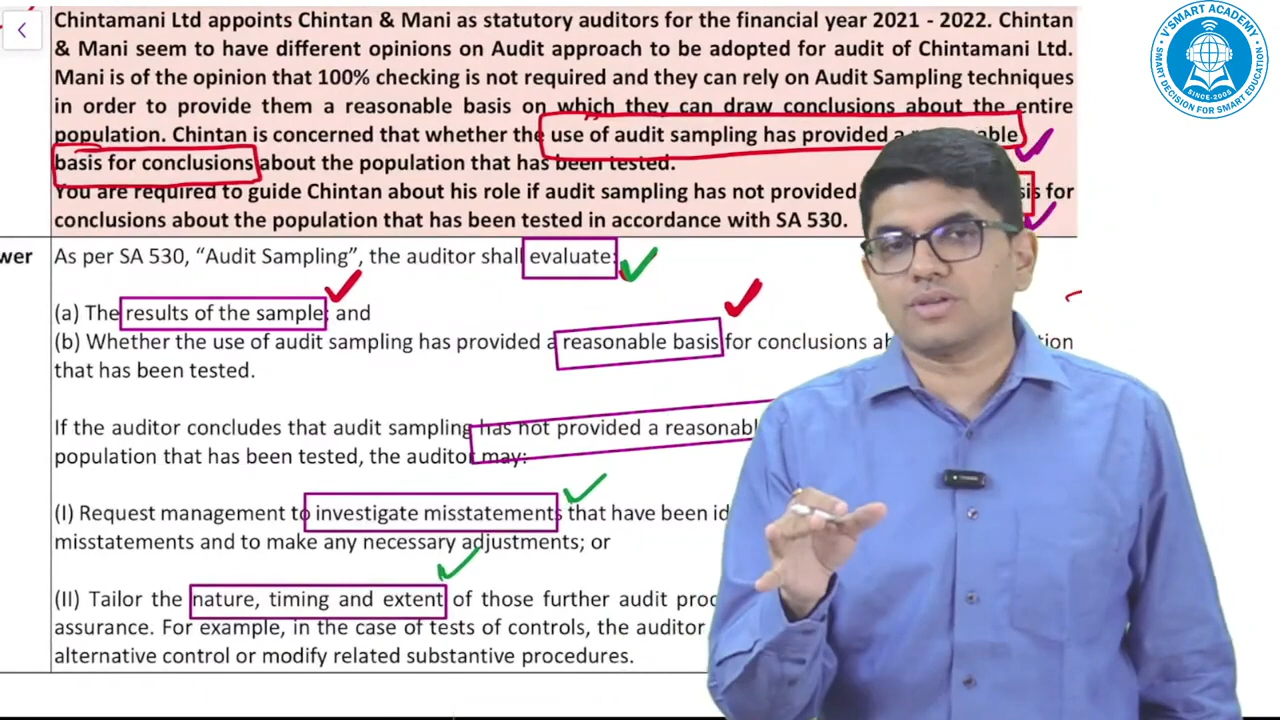 Chintamani Ltd appoints Chintan & Mani as statutory auditors for the financial year 2021 - 2022. Chintan
& Mani seem to have different opinions on Audit approach to be adopted for audit of Chintamani Ltd.
Mani is of the opinion that 100% checking is not required and they can rely on Audit Sampling techniques
in order to provide them a reasonable basis on which they can draw conclusions about the entire
population. Chintan is concerned that whether the use of audit sampling has provided a
basis for conclusions about the population that has been tested.
You are required to guide Chintan about his role if audit sampling has not provided for
conclusions about the population that has been tested in accordance with SA 530.
wer
As per SA 530, “Audit Sampling”, the auditor shall evaluate:
(a) The results of the sample; and
(b) Whether the use of audit sampling has provided a reasonable basis for conclusions
that has been tested.
If the auditor concludes that audit sampling has not provided a
population that has been tested, the auditor may:
(I) Request management to investigate misstatements that have been
misstatements and to make any necessary adjustments; or
(II) Tailor the nature, timing and extent of those further audit
assurance. For example, in the case of tests of controls, the auditor
alternative control or modify related substantive procedures.
V'SMART ACADEMY
SINCE-2005
SMART DECISION FOR SMART EDUCATION